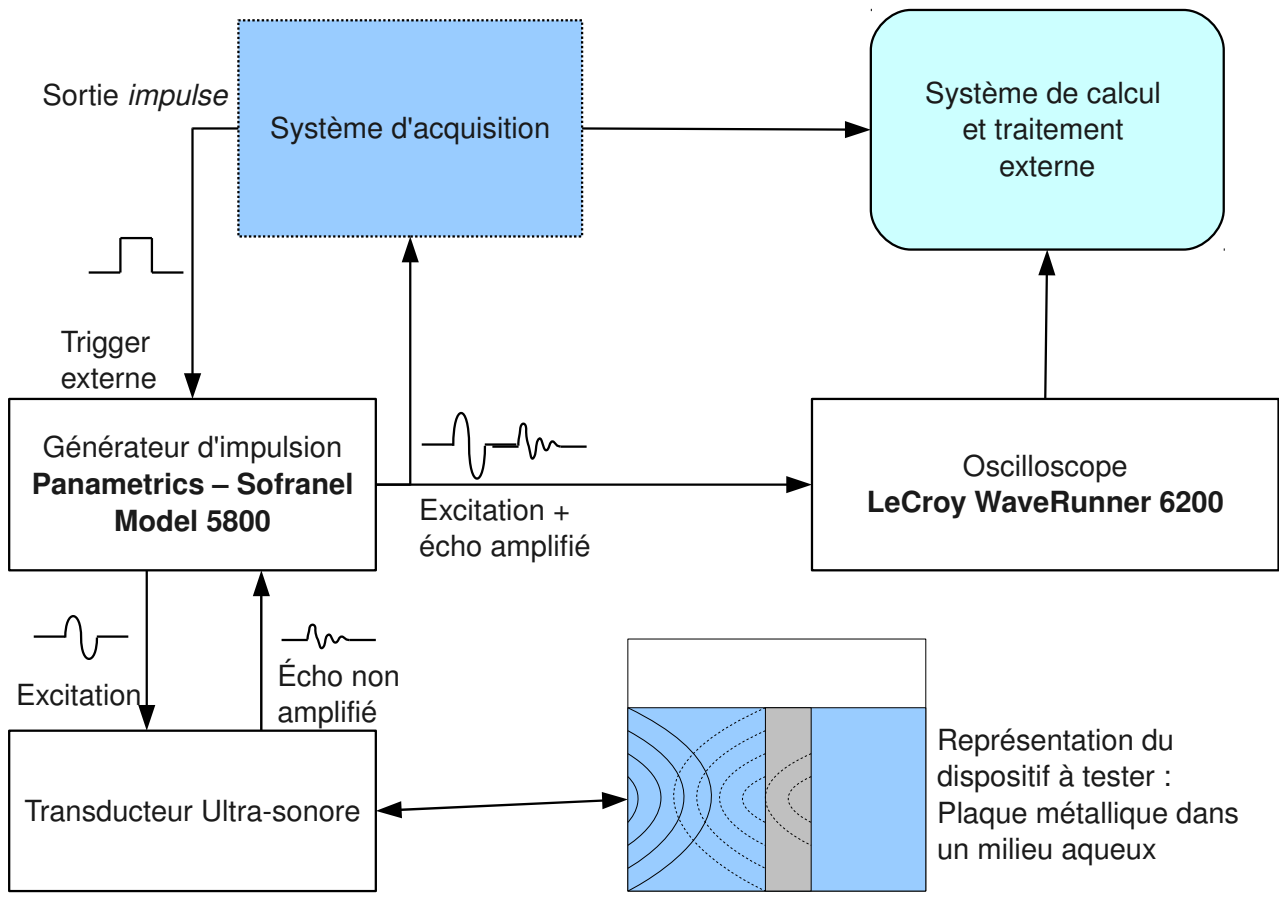 Sortie impulse
Système d'acquisition
Système de calcul
et traitement
externe
Trigger
externe
Générateur d'impulsion
Panametrics – Sofranel
Model 5800
Excitation +
écho amplifié
Oscilloscope
LeCroy WaveRunner 6200
Excitation
Écho non
amplifié
Transducteur Ultra-sonore
Représentation du
dispositif à tester :
Plaque métallique dans
un milieu aqueux